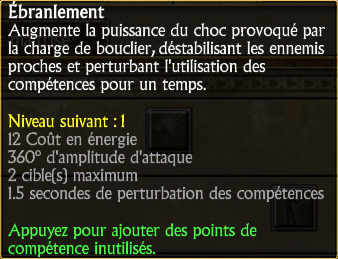 Ébranlement
Augmente la puissance du choc provoqué par
la charge de bouclier, déstabilisant les ennemis
proches et perturbant l'utilisation des
compétences pour un temps.
Niveau suivant : 1
12 Coût en énergie
360° d'amplitude d'attaque
2 cible(s) maximum
1.5 secondes de perturbation des compétences
Appuyez pour ajouter des points de
compétence inutilisés.